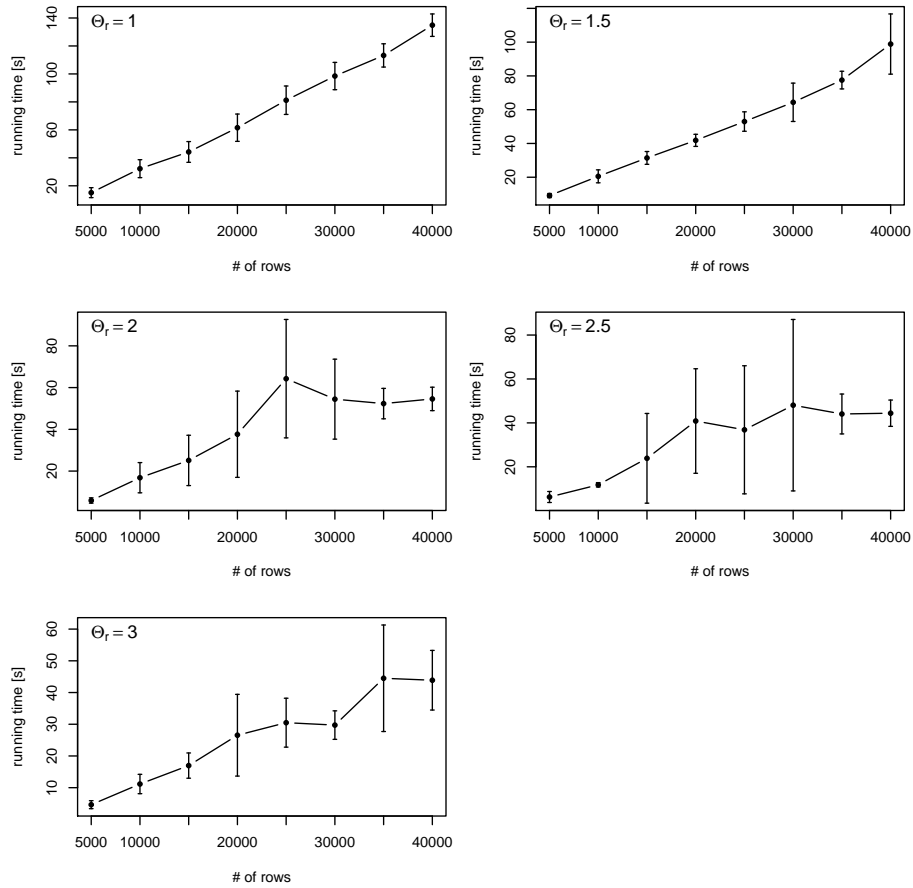 Θr = 1
running time [s]
140
100
60
20
5000 10000 20000 30000 40000
# of rows
Θr = 1.5
running time [s]
100
80
60
40
20
5000 10000 20000 30000 40000
# of rows
Θr = 2
running time [s]
80
60
40
20
5000 10000 20000 30000 40000
# of rows
Θr = 2.5
running time [s]
80
60
40
20
5000 10000 20000 30000 40000
# of rows
Θr = 3
running time [s]
60
50
40
30
20
10
5000 10000 20000 30000 40000
# of rows